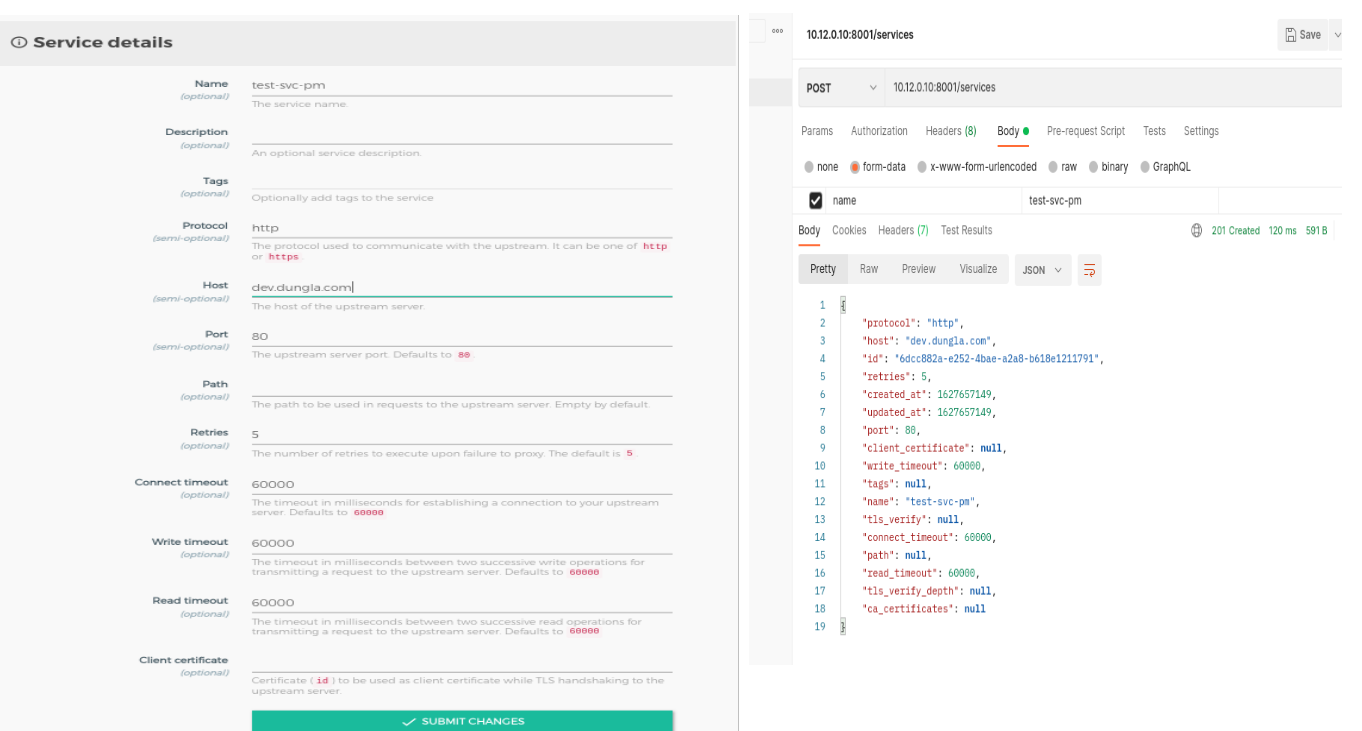 Service details
Name
(optional)
test-svc-pm
The service name.
Description
(optional)
An optional service description.
Tags
(optional)
Optionally add tags to the service
Protocol
(semi-optional)
http
The protocol used to communicate with the upstream. It can be one of http
or https.
Host
(semi-optional)
dev.dungla.com
The host of the upstream server.
Port
(semi-optional)
80
The upstream server port. Defaults to 80.
Path
(optional)
The path to be used in requests to the upstream server. Empty by default.
Retries
(optional)
5
The number of retries to execute upon failure to proxy. The default is 5
Connect timeout
(optional)
60000
The timeout in milliseconds for establishing a connection to your upstream
server. Defaults to 60000
Write timeout
(optional)
60000
The timeout in milliseconds between two successive write operations for
transmitting a request to the upstream server. Defaults to 60000
Read timeout
(optional)
60000
The timeout in milliseconds between two successive read operations for
transmitting a request to the upstream server. Defaults to 60000
Client certificate
(optional)
Certificate ( id ) to be used as client certificate while TLS handshaking to the
upstream server.
SUBMIT CHANGES
10.12.0.10:8001/services
Save
POST 10.12.0.10:8001/services
Params Authorization Headers (8) Body Pre-request Script Tests Settings
none form-data x-www-form-urlencoded raw binary GraphQL
name test-svc-pm
Body Cookies Headers (7) Test Results 201 Created 120 ms 591 B
Pretty Raw Preview Visualize JSON
1 {
2 "protocol": "http",
3 "host": "dev.dungla.com",
4 "id": "6dcc882a-e252-4bae-a2a8-b618e1211791",
5 "retries": 5,
6 "created_at": 1627657149,
7 "updated_at": 1627657149,
8 "port": 80,
9 "client_certificate": null,
10 "write_timeout": 60000,
11 "tags": null,
12 "name": "test-svc-pm",
13 "tls_verify": null,
14 "connect_timeout": 60000,
15 "path": null,
16 "read_timeout": 60000,
17 "tls_verify_depth": null,
18 "ca_certificates": null
19 }